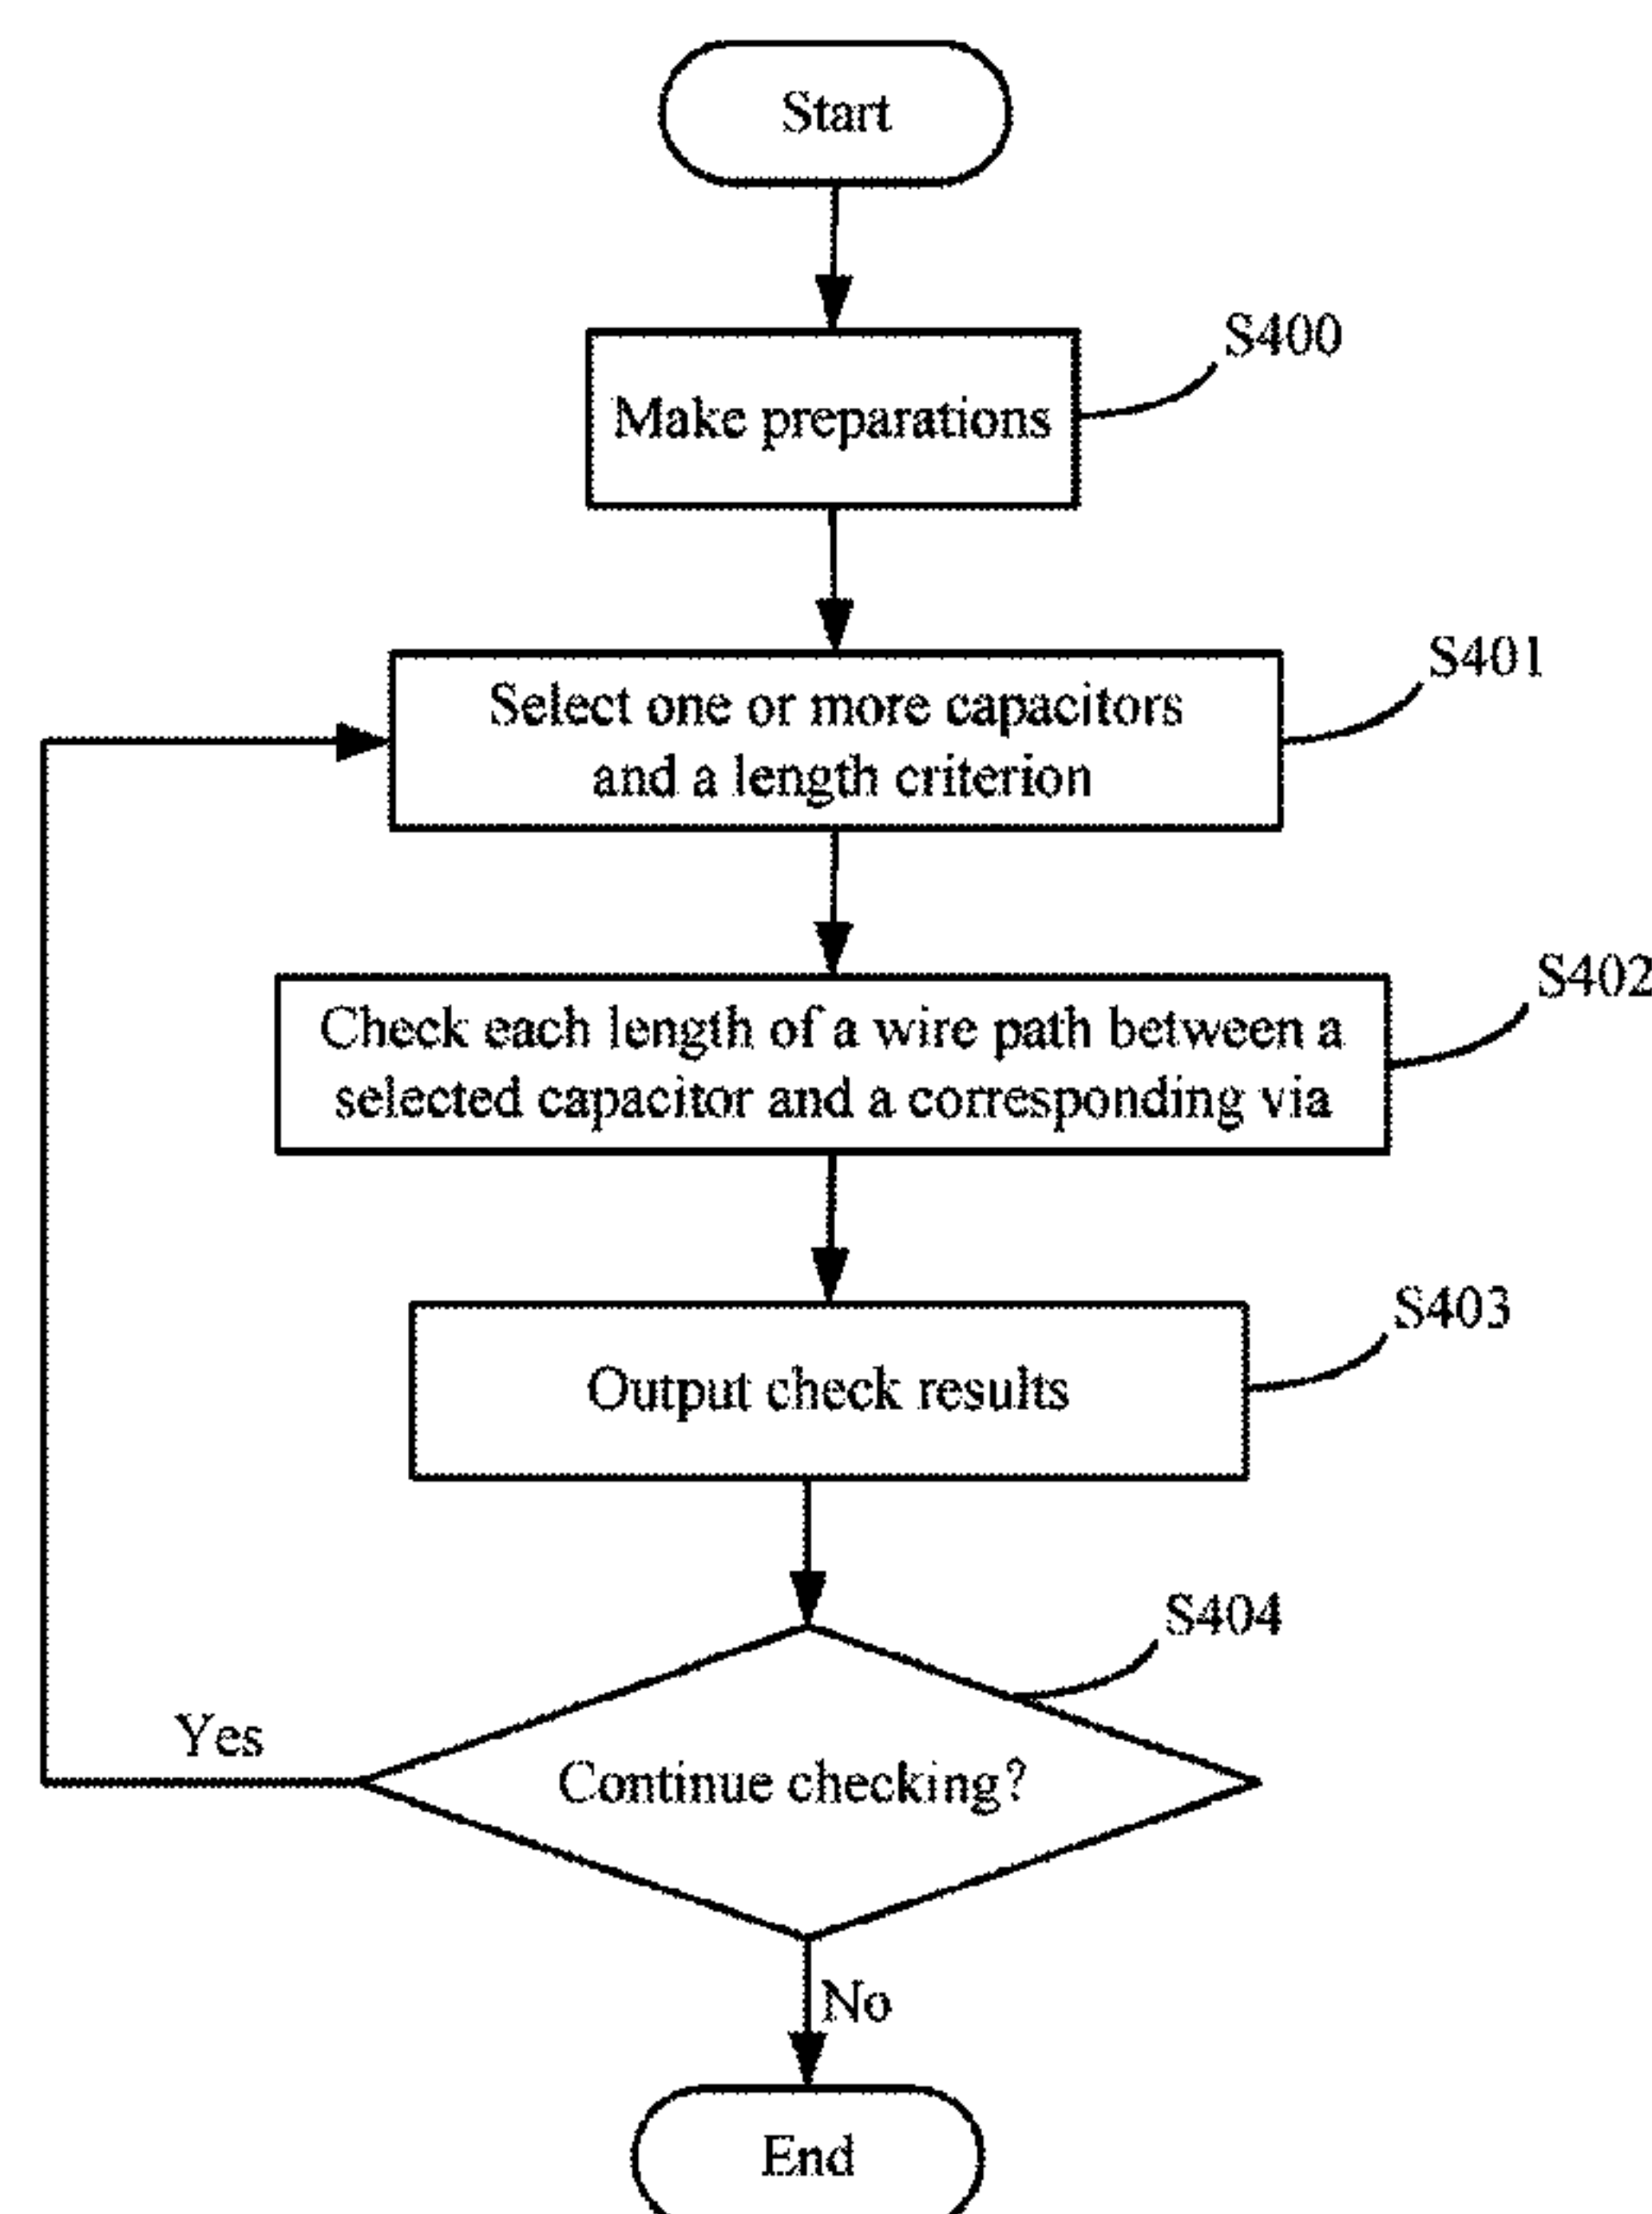 Start
S400
Make preparations
S401
Select one or more capacitors
and a length criterion
S402
Check each length of a wire path between a
selected capacitor and a corresponding via
S403
Output check results
S404
Yes
Continue checking?
No
End